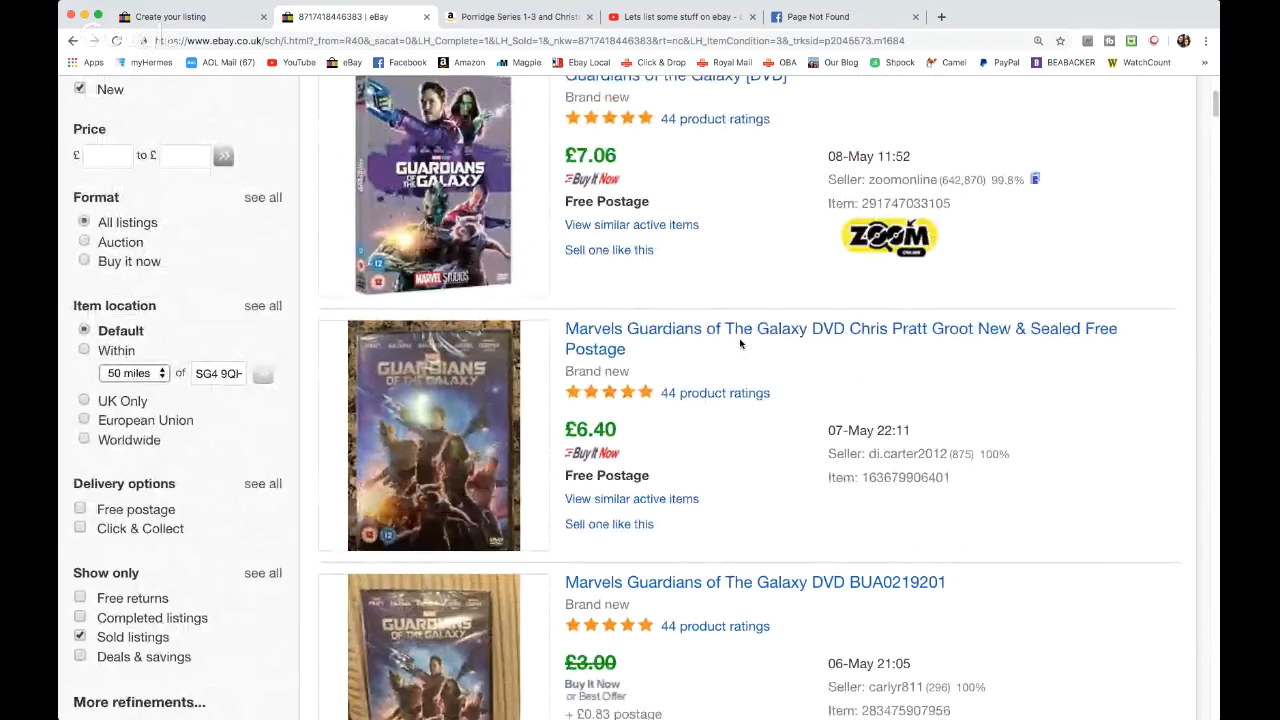 Create your listing
8717418446383 | eBay
Porridge Series 1-3 and Christm
Lets list some stuff on ebay - L
Page Not Found
https://www.ebay.co.uk/sch/i.html?_from=R40&_sacat=0&LH_Complete=1&LH_Sold=1&_nkw=8717418446383&rt=nc&LH_ItemCondition=3&_trksid=p2045573.m1684
Apps myHermes AOL Mail (67) YouTube eBay Facebook Amazon Magpie Ebay Local Click & Drop Royal Mail OBA Our Blog Shpock Camel PayPal BEABACKER WatchCount »
New
Price
£ to £
Format see all
All listings
Auction
Buy it now
Item location see all
Default
Within
50 miles of SG4 9QH
UK Only
European Union
Worldwide
Delivery options see all
Free postage
Click & Collect
Show only see all
Free returns
Completed listings
Sold listings
Deals & savings
More refinements...
Guardians of the Galaxy [DVD]
Brand new
44 product ratings
£7.06
Buy It Now
Free Postage
View similar active items
Sell one like this
08-May 11:52
Seller: zoomonline (642,870) 99.8%
Item: 291747033105
ZOOM
ONLINE
GUARDIANS
OF THE GALAXY
12
MARVEL STUDIOS
Marvels Guardians of The Galaxy DVD Chris Pratt Groot New & Sealed Free
Postage
Brand new
44 product ratings
£6.40
Buy It Now
Free Postage
View similar active items
Sell one like this
07-May 22:11
Seller: di.carter2012 (875) 100%
Item: 163679906401
GUARDIANS
OF THE GALAXY
12
DVD
Marvels Guardians of The Galaxy DVD BUA0219201
Brand new
44 product ratings
£3.00
Buy It Now
or Best Offer
+ £0.83 postage
06-May 21:05
Seller: carlyr811 (296) 100%
Item: 283475907956
GUARDIANS
OF THE GALAXY